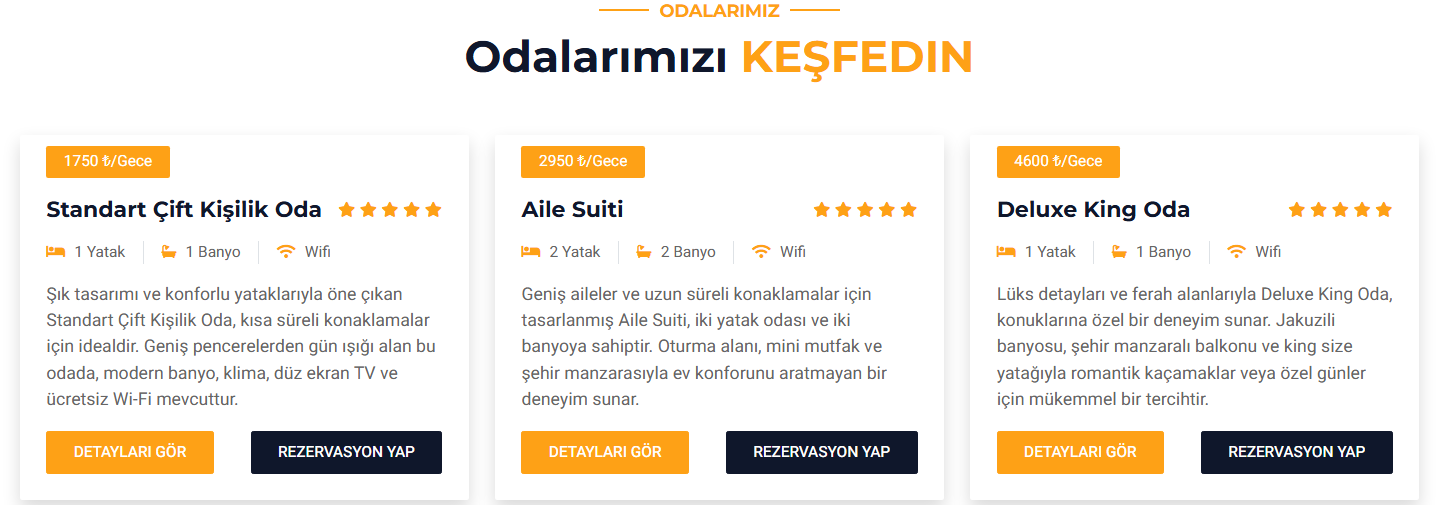 ODALARIMIZ
Odalarımızı KEŞFEDIN
1750 ₺/Gece
Standart Çift Kişilik Oda
1 Yatak 1 Banyo Wifi
Şık tasarımı ve konforlu yataklarıyla öne çıkan
Standart Çift Kişilik Oda, kısa süreli konaklamalar
için idealdir. Geniş pencerelerden gün ışığı alan bu
odada, modern banyo, klima, düz ekran TV ve
ücretsiz Wi-Fi mevcuttur.
DETAYLARI GÖR REZERVASYON YAP
2950 ₺/Gece
Aile Suiti
2 Yatak 2 Banyo Wifi
Geniş aileler ve uzun süreli konaklamalar için
tasarlanmış Aile Suiti, iki yatak odası ve iki
banyoya sahiptir. Oturma alanı, mini mutfak ve
şehir manzarasıyla ev konforunu aratmayan bir
deneyim sunar.
DETAYLARI GÖR REZERVASYON YAP
4600 ₺/Gece
Deluxe King Oda
1 Yatak 1 Banyo Wifi
Lüks detayları ve ferah alanlarıyla Deluxe King Oda,
konuklarına özel bir deneyim sunar. Jakuzili
banyosu, şehir manzaralı balkonu ve king size
yatağıyla romantik kaçamaklar veya özel günler
için mükemmel bir tercihtir.
DETAYLARI GÖR REZERVASYON YAP